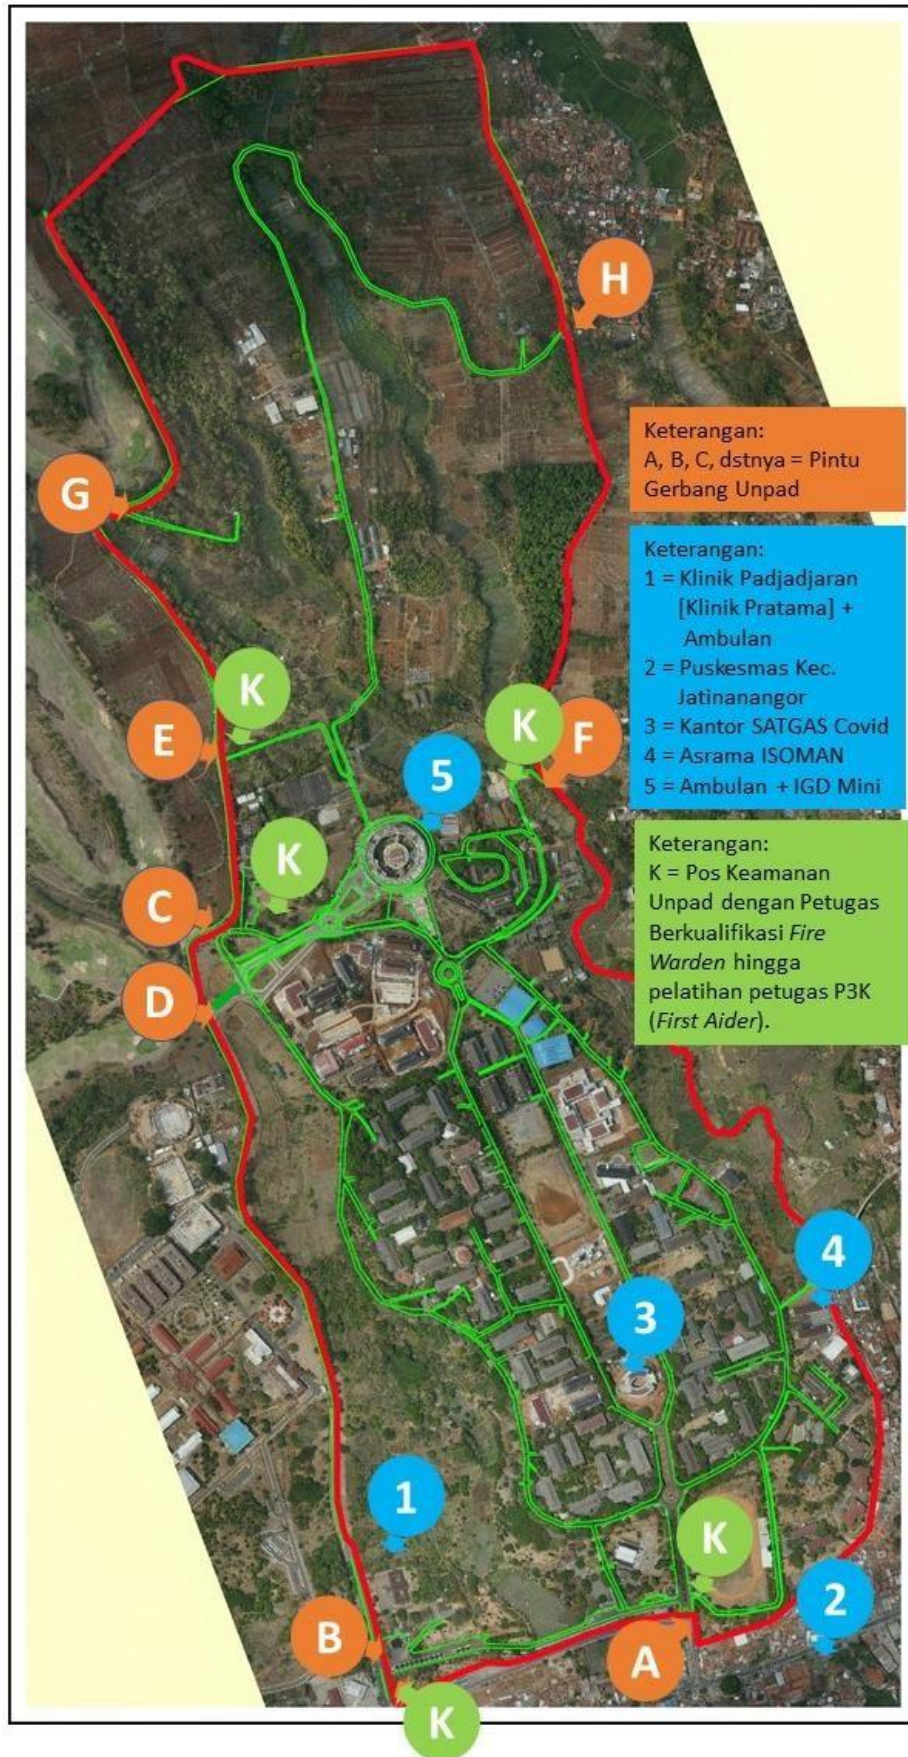 H
Keterangan:
A, B, C, dstnya = Pintu
Gerbang Unpad
G
Keterangan:
1 = Klinik Padjadjaran
[Klinik Pratama] +
Ambulan
2 = Puskesmas Kec.
Jatinanangor
3 = Kantor SATGAS Covid
4 = Asrama ISOMAN
5 = Ambulan + IGD Mini
K
E
K
F
5
Keterangan:
K = Pos Keamanan
Unpad dengan Petugas
Berkualifikasi Fire
Warden hingga
pelatihan petugas P3K
(First Aider).
K
C
D
4
3
1
K
2
B
A
K